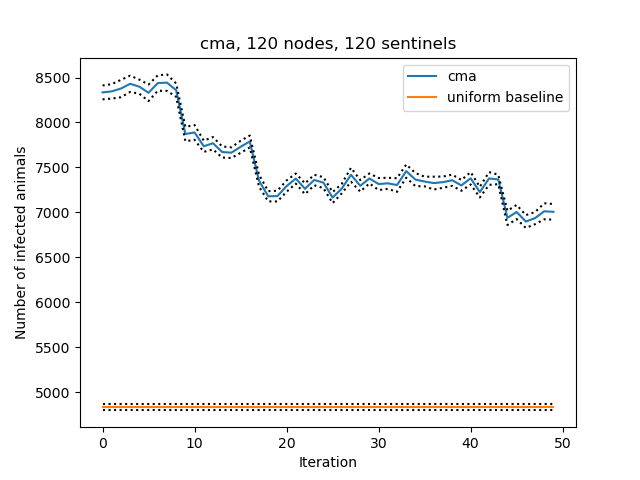 cma, 120 nodes, 120 sentinels
cma
uniform baseline
Number of infected animals
8500
8000
7500
7000
6500
6000
5500
5000
0 10 20 30 40 50
Iteration